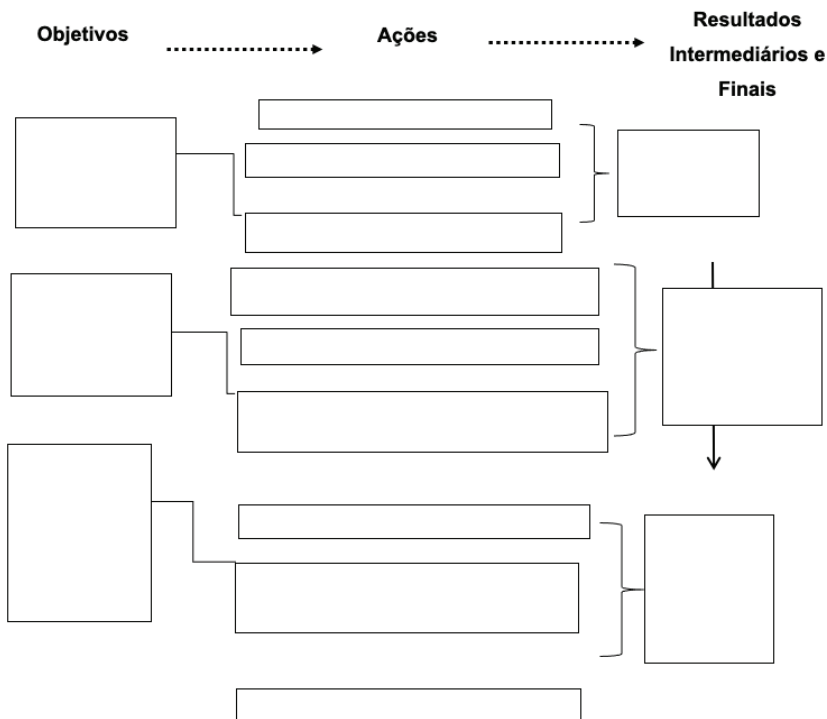 Objetivos
Ações
Resultados
Intermediários e
Finais